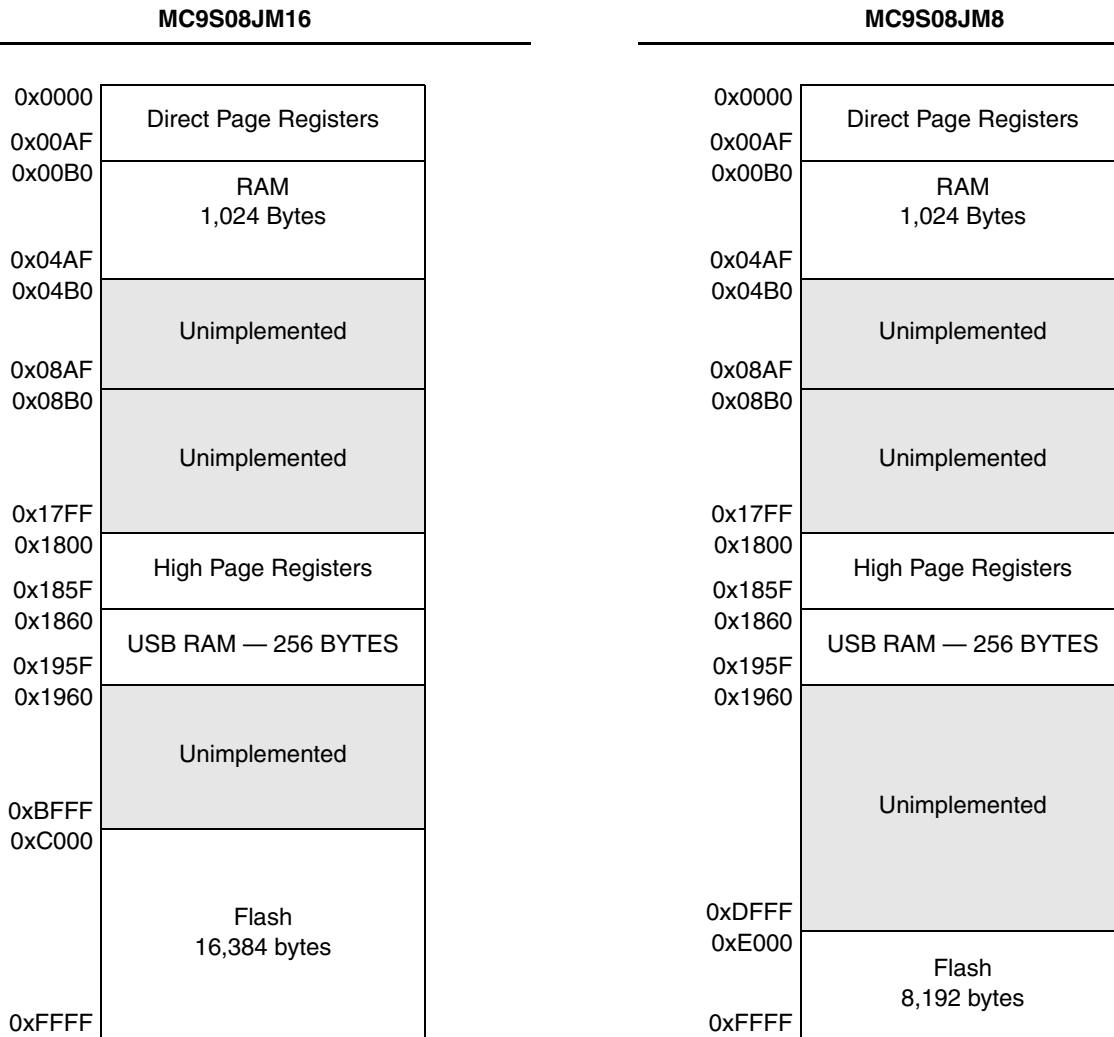 MC9S08JM16
0x0000
Direct Page Registers
0x00AF
0x00B0
RAM
1,024 Bytes
0x04AF
0x04B0
Unimplemented
0x08AF
0x08B0
Unimplemented
0x17FF
0x1800
High Page Registers
0x185F
0x1860
USB RAM — 256 BYTES
0x195F
0x1960
Unimplemented
0xBFFF
0xC000
Flash
16,384 bytes
0xFFFF
MC9S08JM8
0x0000
Direct Page Registers
0x00AF
0x00B0
RAM
1,024 Bytes
0x04AF
0x04B0
Unimplemented
0x08AF
0x08B0
Unimplemented
0x17FF
0x1800
High Page Registers
0x185F
0x1860
USB RAM — 256 BYTES
0x195F
0x1960
Unimplemented
0xDFFF
0xE000
Flash
8,192 bytes
0xFFFF